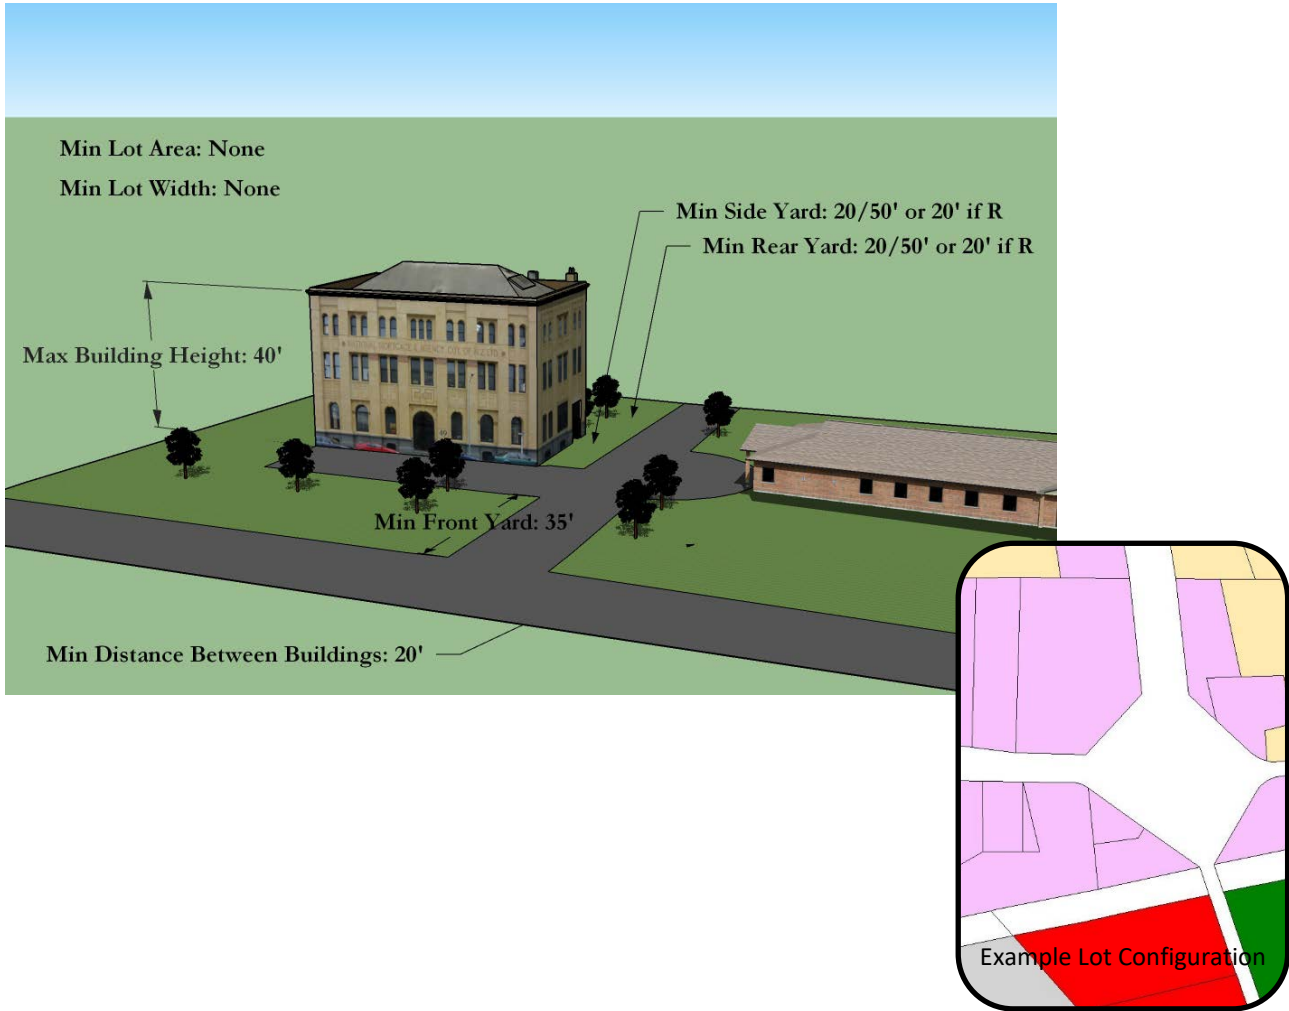 Min Lot Area: None
Min Lot Width: None
Min Side Yard: 20/50' or 20' if R
Min Rear Yard: 20/50' or 20' if R
Max Building Height: 40'
Min Front Yard: 35'
Min Distance Between Buildings: 20'
Example Lot Configuration